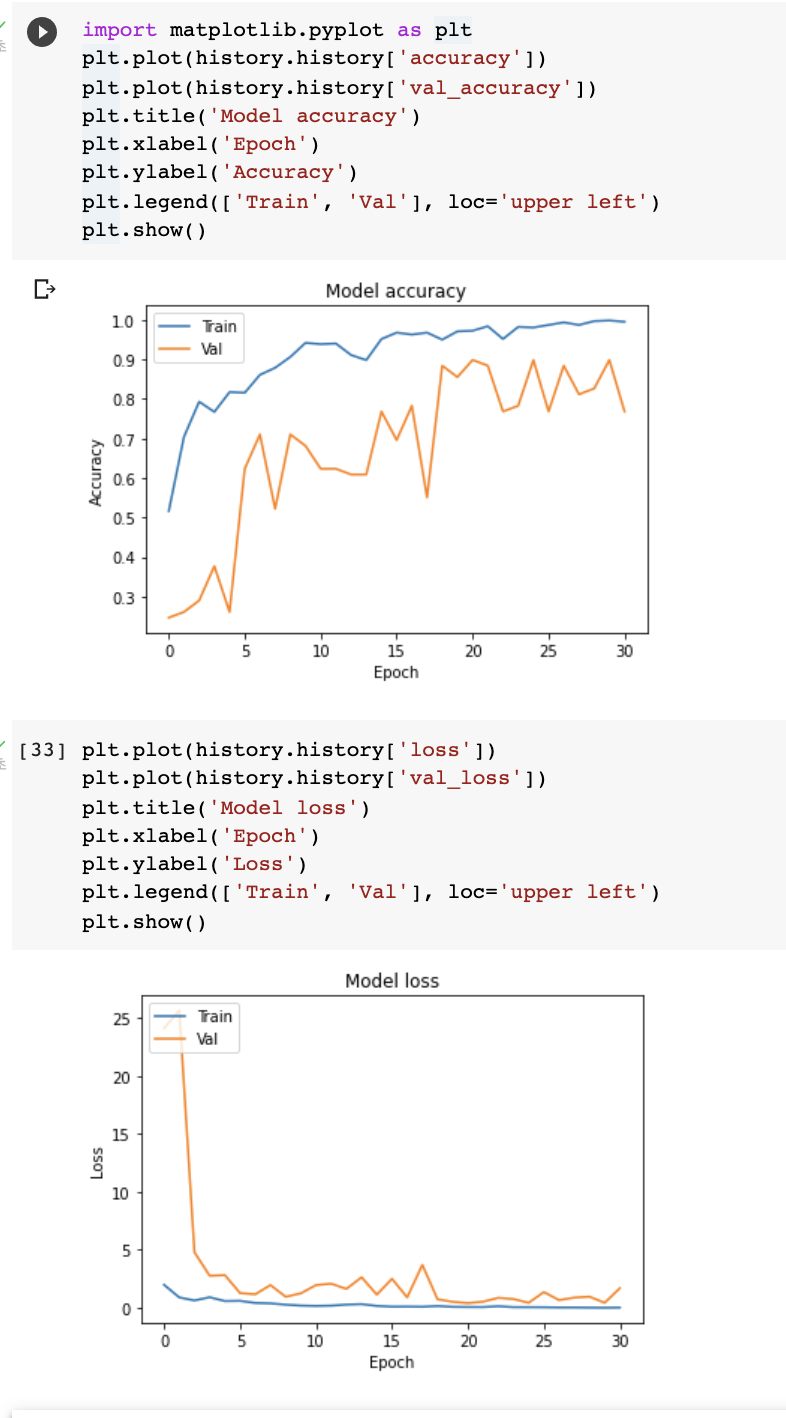 import matplotlib.pyplot as plt
plt.plot(history.history['accuracy'])
plt.plot(history.history['val_accuracy'])
plt.title('Model accuracy')
plt.xlabel('Epoch')
plt.ylabel('Accuracy')
plt.legend(['Train', 'Val'], loc='upper left')
plt.show()
Model accuracy
Train
Val
1.0
0.9
0.8
0.7
0.6
0.5
0.4
0.3
Accuracy
0 5 10 15 20 25 30
Epoch
[33] plt.plot(history.history['loss'])
plt.plot(history.history['val_loss'])
plt.title('Model loss')
plt.xlabel('Epoch')
plt.ylabel('Loss')
plt.legend(['Train', 'Val'], loc='upper left')
plt.show()
Model loss
Train
Val
25
20
15
10
5
0
Loss
0 5 10 15 20 25 30
Epoch